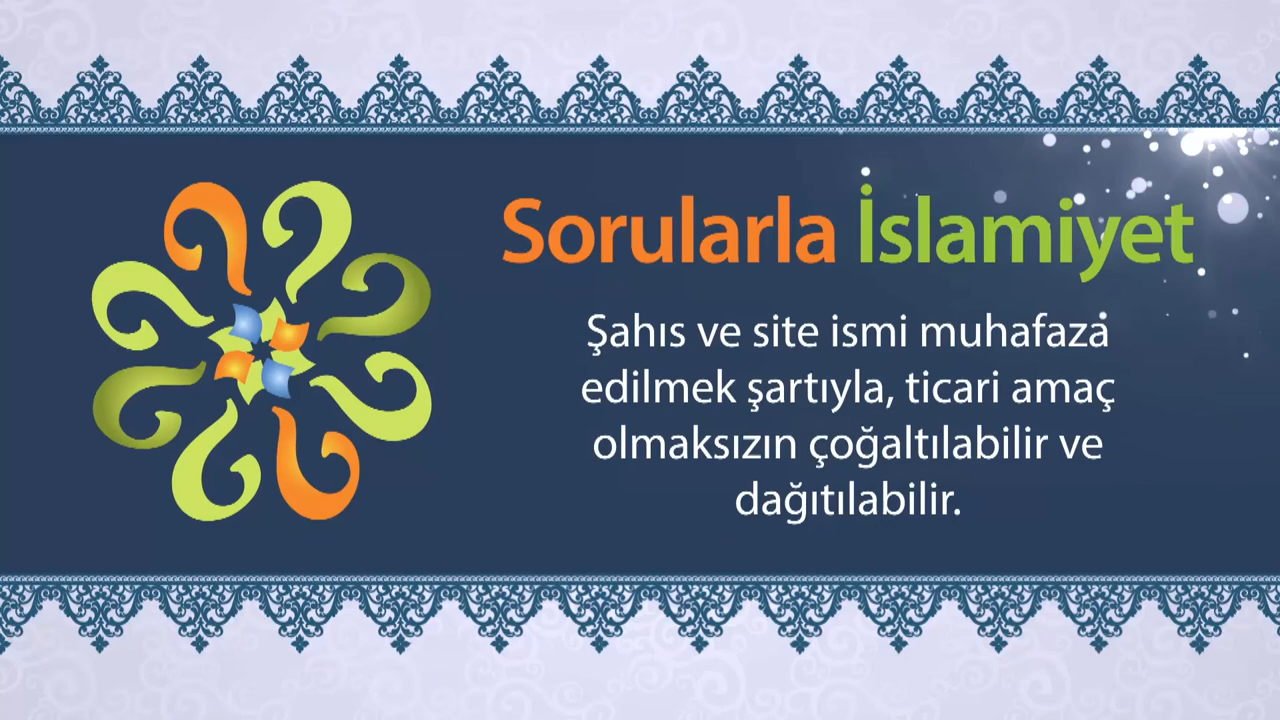 Sorularla İslamiyet
Şahıs ve site ismi muhafaza
edilmek şartıyla, ticari amaç
olmaksızın çoğaltılabilir ve
dağıtılabilir.